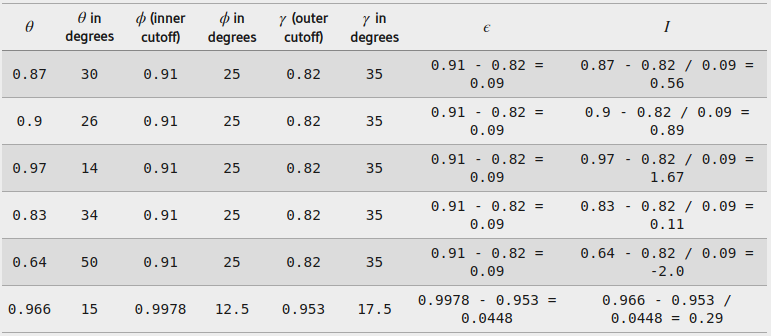 θ θ in degrees ϕ (inner cutoff) ϕ in degrees γ (outer cutoff) γ in degrees ϵ I
0.87 30 0.91 25 0.82 35 0.91 - 0.82 = 0.09 0.87 - 0.82 / 0.09 = 0.56
0.9 26 0.91 25 0.82 35 0.91 - 0.82 = 0.09 0.9 - 0.82 / 0.09 = 0.89
0.97 14 0.91 25 0.82 35 0.91 - 0.82 = 0.09 0.97 - 0.82 / 0.09 = 1.67
0.83 34 0.91 25 0.82 35 0.91 - 0.82 = 0.09 0.83 - 0.82 / 0.09 = 0.11
0.64 50 0.91 25 0.82 35 0.91 - 0.82 = 0.09 0.64 - 0.82 / 0.09 = -2.0
0.966 15 0.9978 12.5 0.953 17.5 0.9978 - 0.953 = 0.0448 0.966 - 0.953 / 0.0448 = 0.29